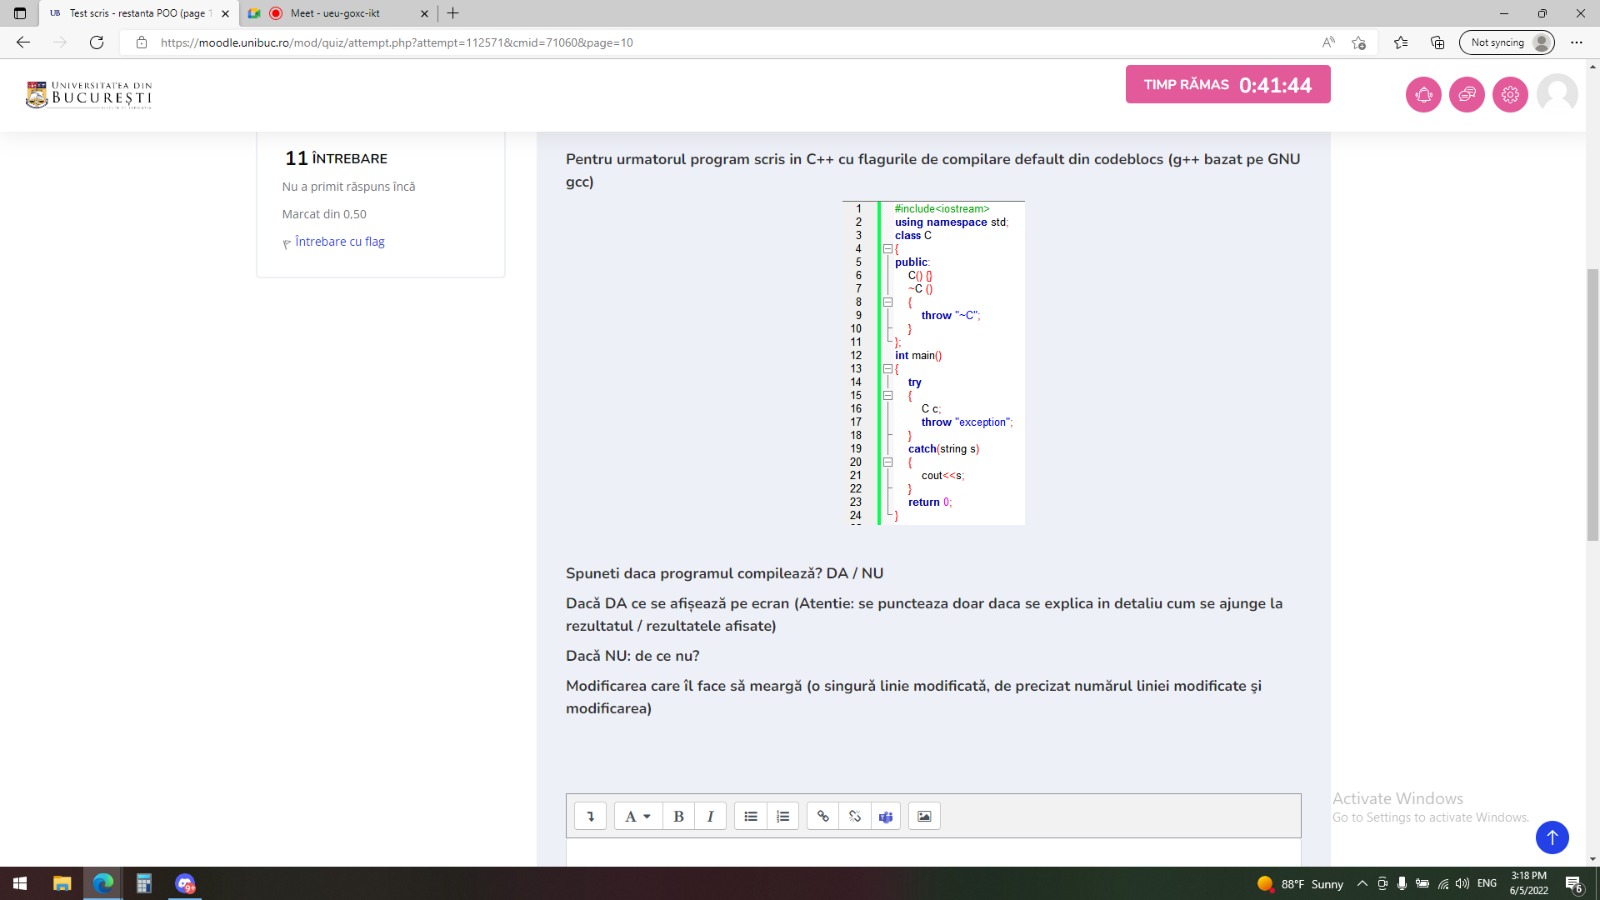 Test scris - restanta POO (page 1
Meet - ueu-goxc-ikt
https://moodle.unibuc.ro/mod/quiz/attempt.php?attempt=112571&cmid=71060&page=10
Not syncing
UNIVERSITATEA DIN
BUCUREȘTI
TIMP RĂMAS 0:41:44
11 ÎNTREBARE
Nu a primit răspuns încă
Marcat din 0,50
Întrebare cu flag
Pentru urmatorul program scris in C++ cu flagurile de compilare default din codeblocs (g++ bazat pe GNU
gcc)
1 #include<iostream>
2 using namespace std;
3 class C
4 {
5 public:
6 C() {}
7 ~C ()
8 {
9 throw "~C";
10 }
11 };
12 int main()
13 {
14 try
15 {
16 C c;
17 throw "exception";
18 }
19 catch(string s)
20 {
21 cout<<s;
22 }
23 return 0;
24 }
Spuneti daca programul compilează? DA / NU
Dacă DA ce se afișează pe ecran (Atentie: se puncteaza doar daca se explica in detaliu cum se ajunge la
rezultatul / rezultatele afisate)
Dacă NU: de ce nu?
Modificarea care îl face să meargă (o singură linie modificată, de precizat numărul liniei modificate şi
modificarea)
A B I
Activate Windows
Go to Settings to activate Windows.
88°F Sunny
ENG
3:18 PM
6/5/2022